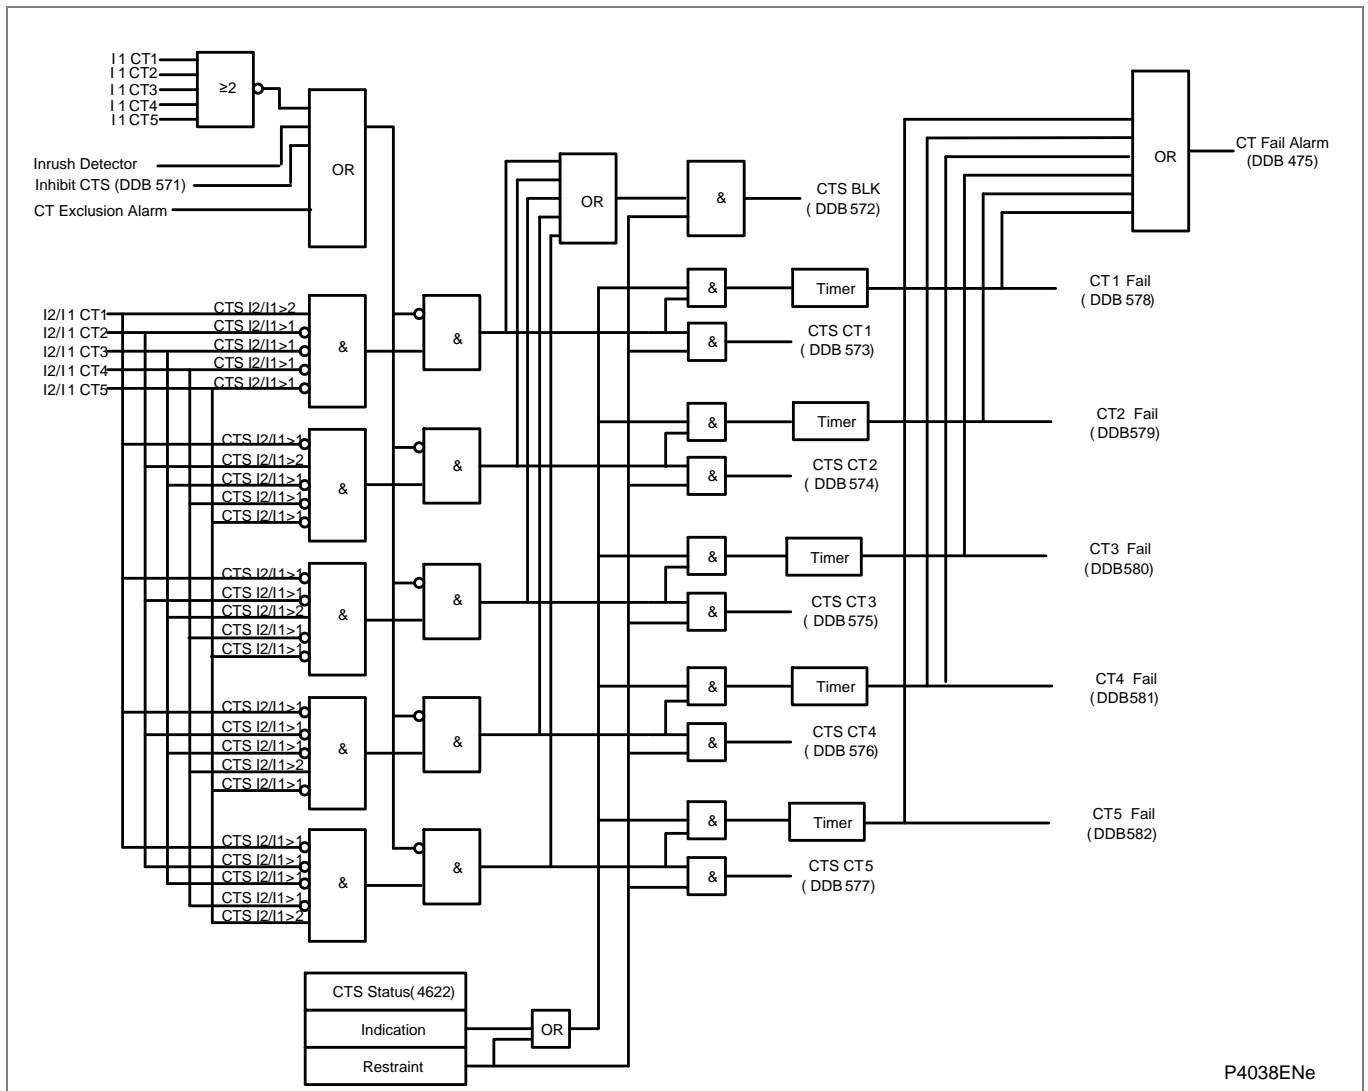 I1 CT1
I1 CT2
I1 CT3
I1 CT4
I1 CT5
≥2
Inrush Detector
Inhibit CTS (DDB 571)
CT Exclusion Alarm
OR
OR
&
CTS BLK
( DDB 572)
OR
CT Fail Alarm
(DDB 475)
I2/I1 CT1
I2/I1 CT2
I2/I1 CT3
I2/I1 CT4
I2/I1 CT5
CTS I2/I1>2
CTS I2/I1>1
CTS I2/I1>1
CTS I2/I1>1
CTS I2/I1>1
&
&
&
Timer
CT1 Fail
( DDB 578)
&
CTS CT1
( DDB 573)
CTS I2/I1>1
CTS I2/I1>2
CTS I2/I1>1
CTS I2/I1>1
CTS I2/I1>1
&
&
&
Timer
CT2 Fail
(DDB579)
&
CTS CT2
( DDB 574)
CTS I2/I1>1
CTS I2/I1>1
CTS I2/I1>2
CTS I2/I1>1
CTS I2/I1>1
&
&
&
Timer
CT3 Fail
(DDB580)
&
CTS CT3
( DDB 575)
CTS I2/I1>1
CTS I2/I1>1
CTS I2/I1>1
CTS I2/I1>2
CTS I2/I1>1
&
&
&
Timer
CT4 Fail
(DDB581)
&
CTS CT4
( DDB 576)
CTS I2/I1>1
CTS I2/I1>1
CTS I2/I1>1
CTS I2/I1>1
CTS I2/I1>2
&
&
&
Timer
CT5 Fail
(DDB582)
&
CTS CT5
( DDB 577)
CTS Status( 4622)
Indication
Restraint
OR
P4038ENe